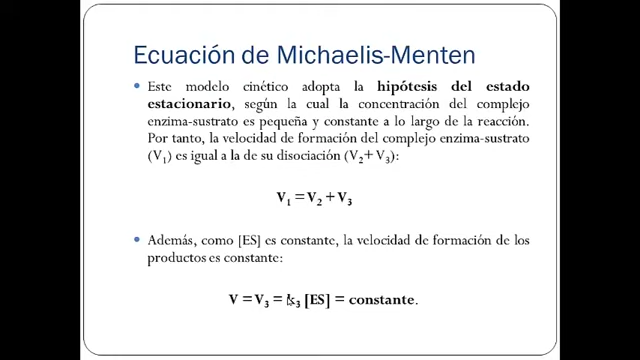 Ecuación de Michaelis-Menten
• Este modelo cinético adopta la hipótesis del estado
estacionario, según la cual la concentración del complejo
enzima-sustrato es pequeña y constante a lo largo de la reacción.
Por tanto, la velocidad de formación del complejo enzima-sustrato
(V₁) es igual a la de su disociación (V₂+ V₃):
V₁ = V₂ + V₃
• Además, como [ES] es constante, la velocidad de formación de los
productos es constante:
V = V₃ = k₃ [ES] = constante.